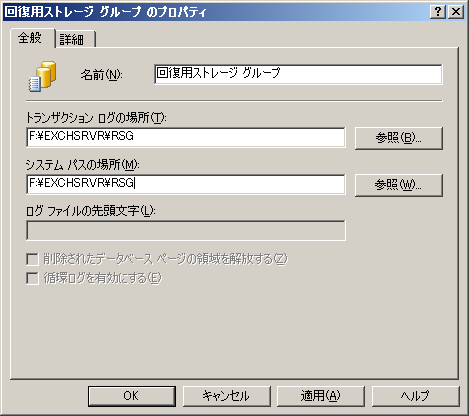 回復用ストレージ グループ のプロパティ
全般
詳細
名前(N):
回復用ストレージ グループ
トランザクション ログの場所(T):
F:¥EXCHSRVR¥RSG
参照(B)...
システム パスの場所(M):
F:¥EXCHSRVR¥RSG
参照(W)...
ログ ファイルの先頭文字(L):
削除されたデータベース ページの領域を解放する(Z)
循環ログを有効にする(E)
OK
キャンセル
適用(A)
ヘルプ